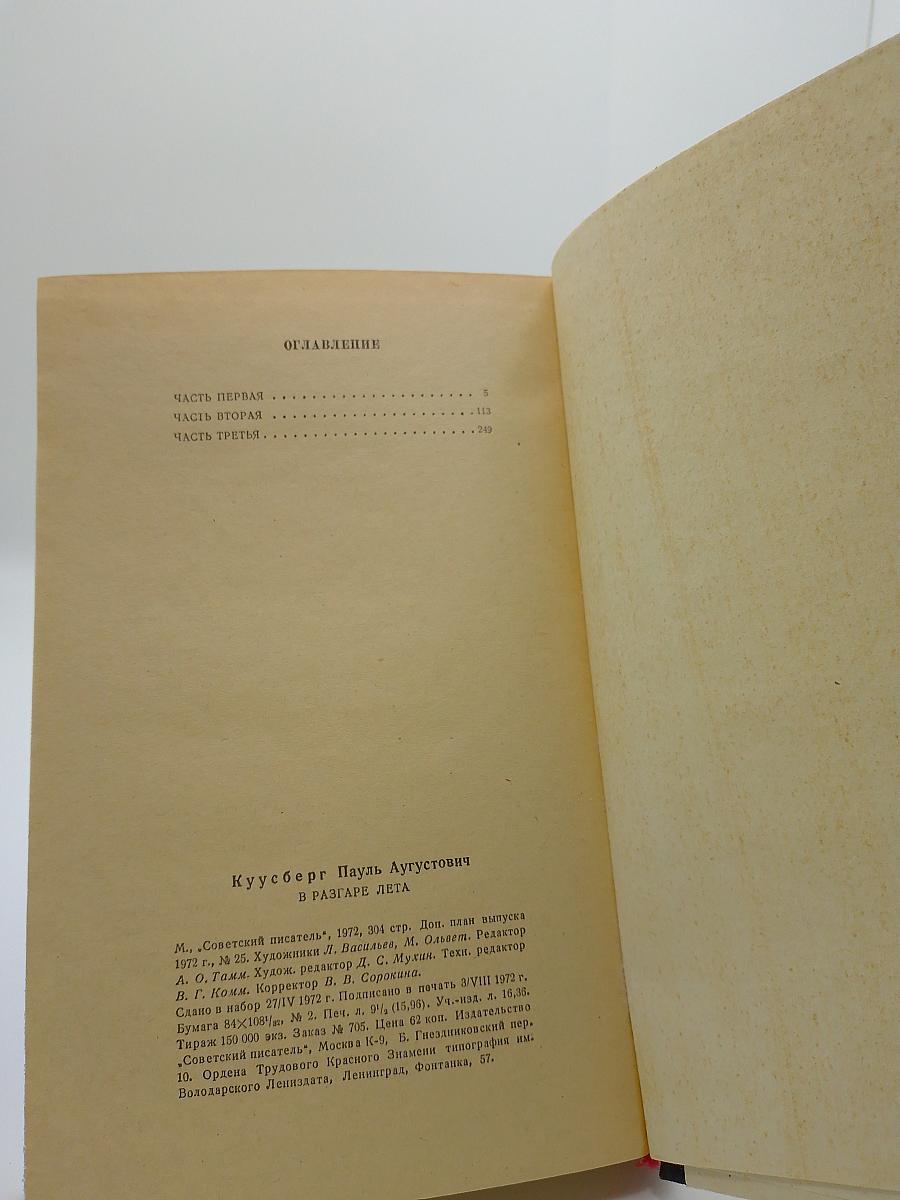 ОГЛАВЛЕНИЕ
ЧАСТЬ ПЕРВАЯ . . . . . . . . . . . . . . . . . . . . . 5
ЧАСТЬ ВТОРАЯ . . . . . . . . . . . . . . . . . . . . . 113
ЧАСТЬ ТРЕТЬЯ . . . . . . . . . . . . . . . . . . . . . 249
Куусберг Пауль Аугустович
В РАЗГАРЕ ЛЕТА
М., „Советский писатель“, 1972, 304 стр. Доп. план выпуска
1972 г., № 25. Художники Л. Васильев, М. Ольвет. Редактор
А. О. Тамм. Худож. редактор Д. С. Мухин. Техн. редактор
В. Г. Комм. Корректор В. В. Сорокина.
Сдано в набор 27/IV 1972 г. Подписано в печать 3/VIII 1972 г.
Бумага 84×108¹/₃₂, № 2. Печ. л. 9¹/₂ (15,96). Уч.-изд. л. 16,36.
Тираж 150 000 экз. Заказ № 705. Цена 62 коп. Издательство
„Советский писатель“, Москва К-9, Б. Гнездниковский пер.
10. Ордена Трудового Красного Знамени типография им.
Володарского Лениздата, Ленинград, Фонтанка, 57.